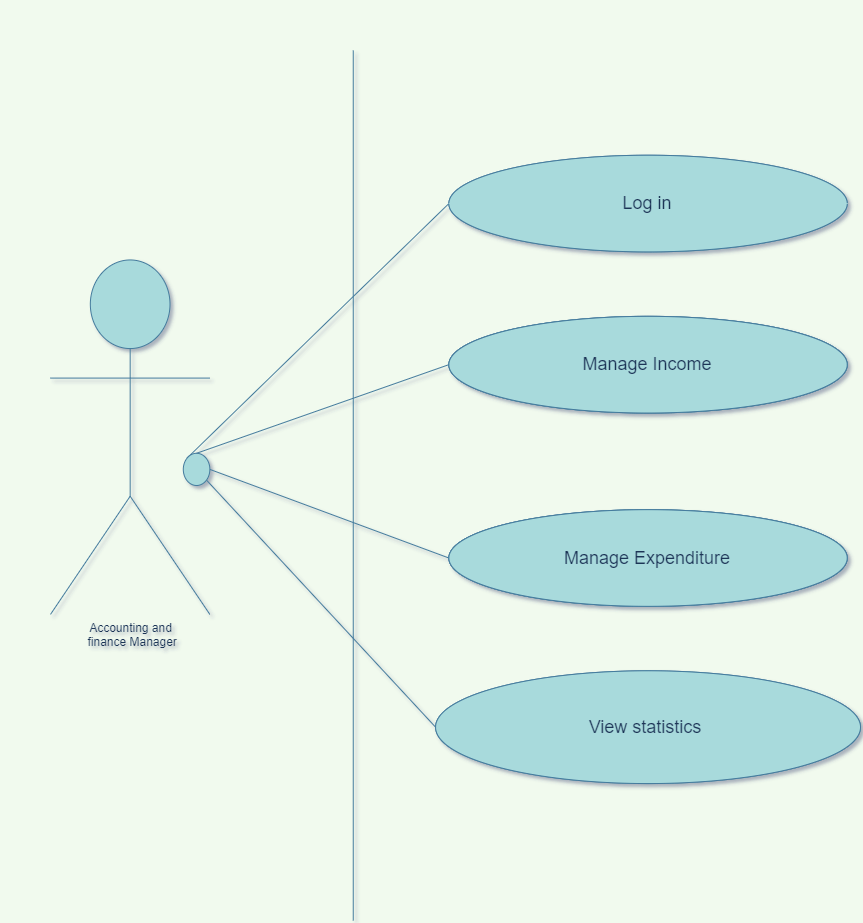 Log in
Manage Income
Manage Expenditure
Accounting and
finance Manager
View statistics